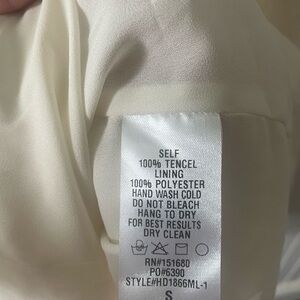 SELF
100% TENCEL
LINING
100% POLYESTER
HAND WASH COLD
DO NOT BLEACH
HANG TO DRY
FOR BEST RESULTS
DRY CLEAN
RN#151680
PO#6390
STYLE#HD1866ML-1
S